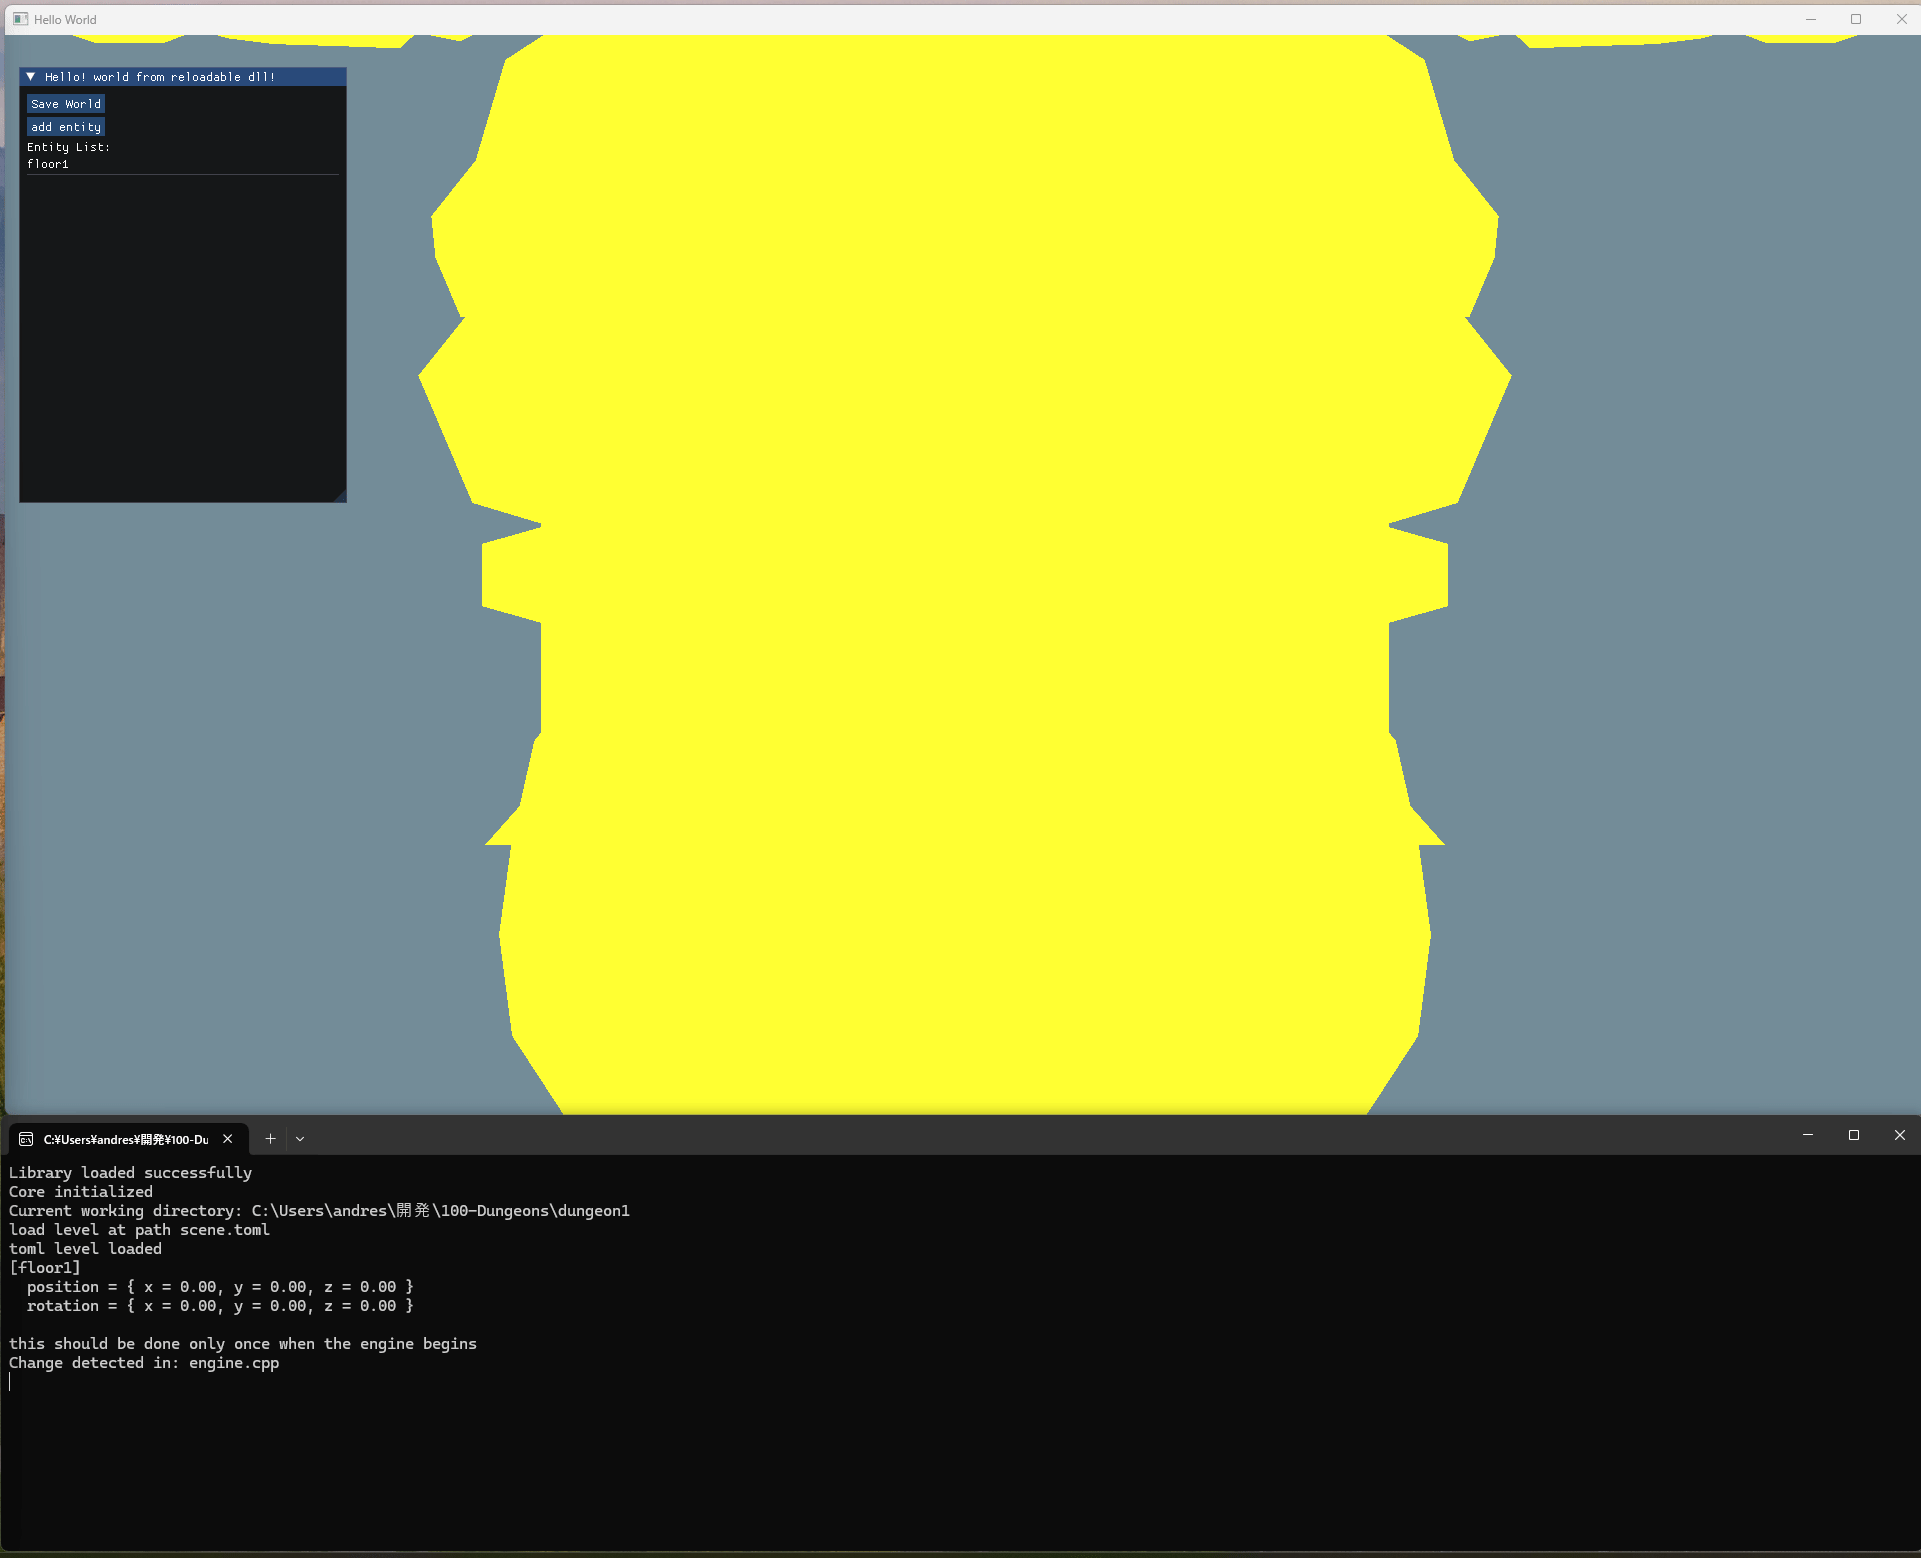 Hello World
Hello! world from reloadable dll!
Save World
add entity
Entity List:
floor1
C:¥Users¥andres¥開発¥100-Du
Library loaded successfully
Core initialized
Current working directory: C:\Users\andres\開発\100-Dungeons\dungeon1
load level at path scene.toml
toml level loaded
[floor1]
  position = { x = 0.00, y = 0.00, z = 0.00 }
  rotation = { x = 0.00, y = 0.00, z = 0.00 }
this should be done only once when the engine begins
Change detected in: engine.cpp